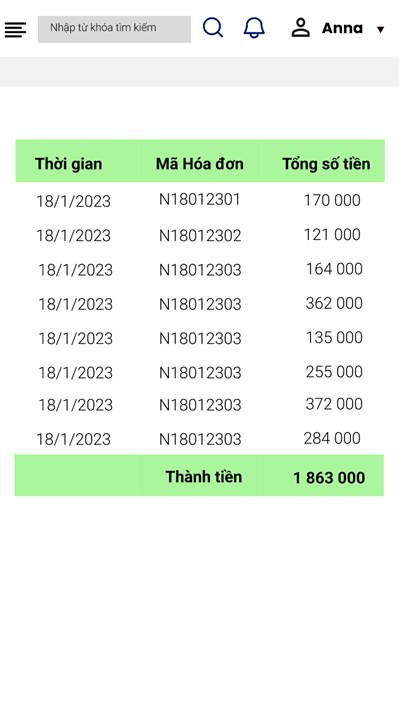 Nhập từ khóa tìm kiếm Anna
Thời gian Mã Hóa đơn Tổng số tiền
18/1/2023 N18012301 170 000
18/1/2023 N18012302 121 000
18/1/2023 N18012303 164 000
18/1/2023 N18012303 362 000
18/1/2023 N18012303 135 000
18/1/2023 N18012303 255 000
18/1/2023 N18012303 372 000
18/1/2023 N18012303 284 000
Thành tiền 1 863 000